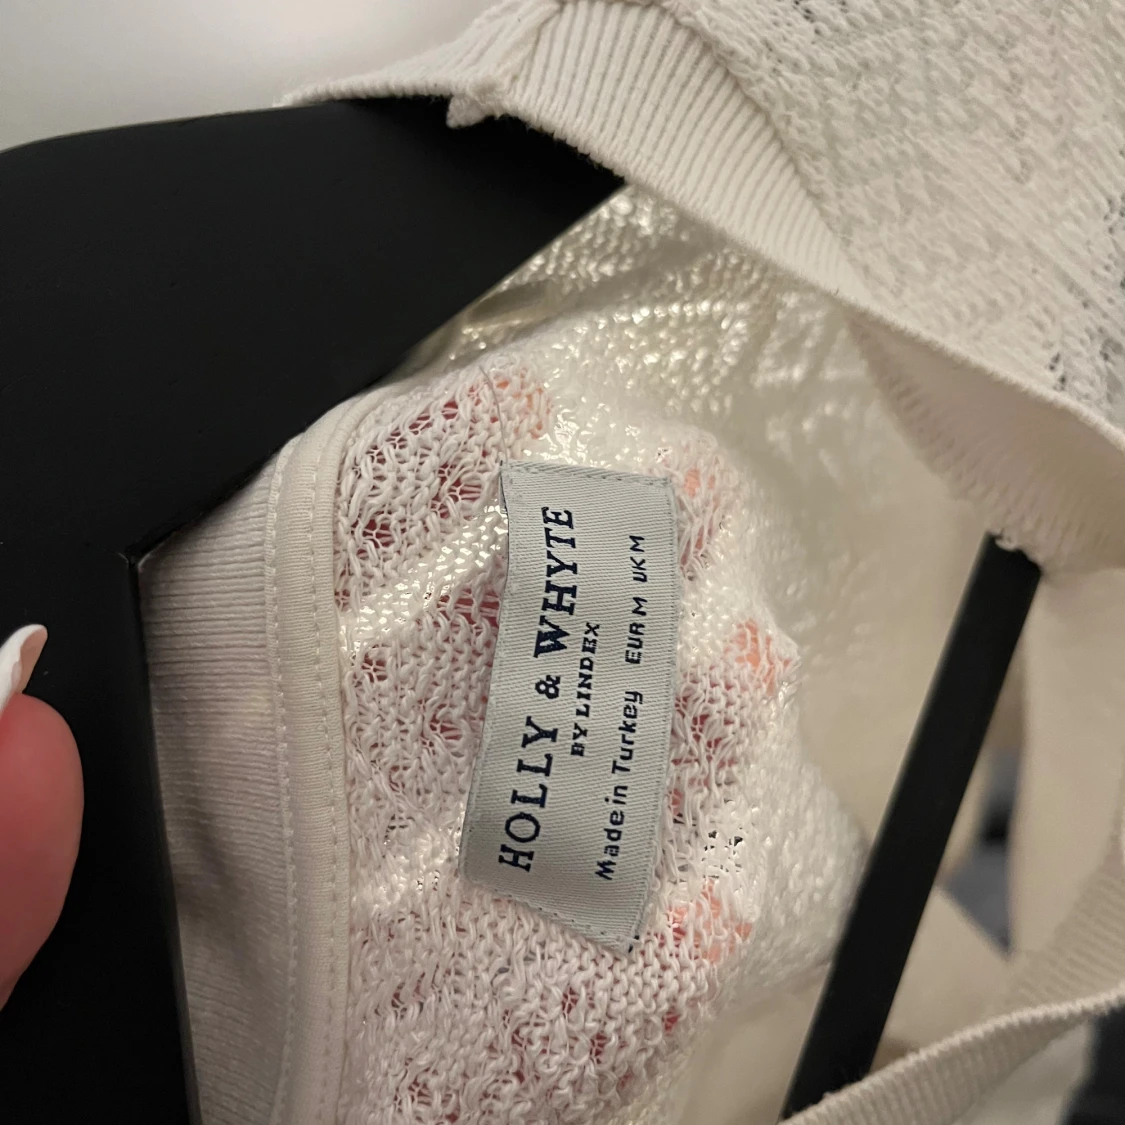 HOLLY & WHYTE
BY LINDEX
Made in Turkey EUR M UK M